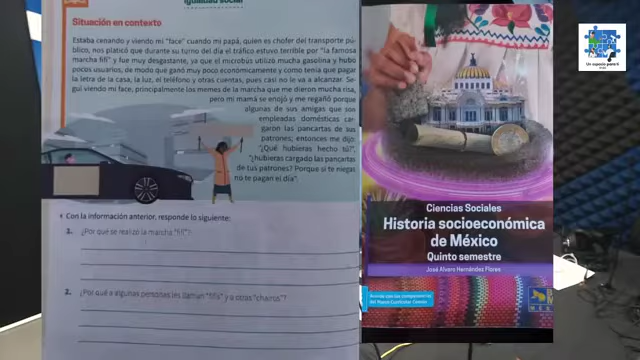 igualdad social
Situación en contexto
Estaba cenando y viendo mi "face" cuando mi papá, quien es chofer del transporte pú-
blico, nos platicó que durante su turno del día el tráfico estuvo terrible por "la famosa
marcha fifí" y fue muy desgastante, ya que el microbús utilizó mucha gasolina y hubo
pocos usuarios, de modo que ganó muy poco económicamente y como tenía que pagar
la letra de la casa, la luz, el teléfono y otras cuentas, pues casi no le va a alcanzar. Se-
guí viendo mi face, principalmente los memes de la marcha que me dieron mucha risa,
pero mi mamá se enojó y me regañó porque
algunas de sus amigas que son
empleadas domésticas car-
garon las pancartas de sus
patrones; entonces me dijo:
"¿Qué hubieras hecho tú?",
"¿hubieras cargado las pancartas
de tus patrones? Porque si te niegas
no te pagan el día".
Con la información anterior, responde lo siguiente:
1. ¿Por qué se realizó la marcha "fifí"?
2. ¿Por qué a algunas personas les llaman "fifís" y a otras "chairos"?
Ciencias Sociales
Historia socioeconómica
de México
Quinto semestre
José Alvaro Hernández Flores
Un espacio para ti